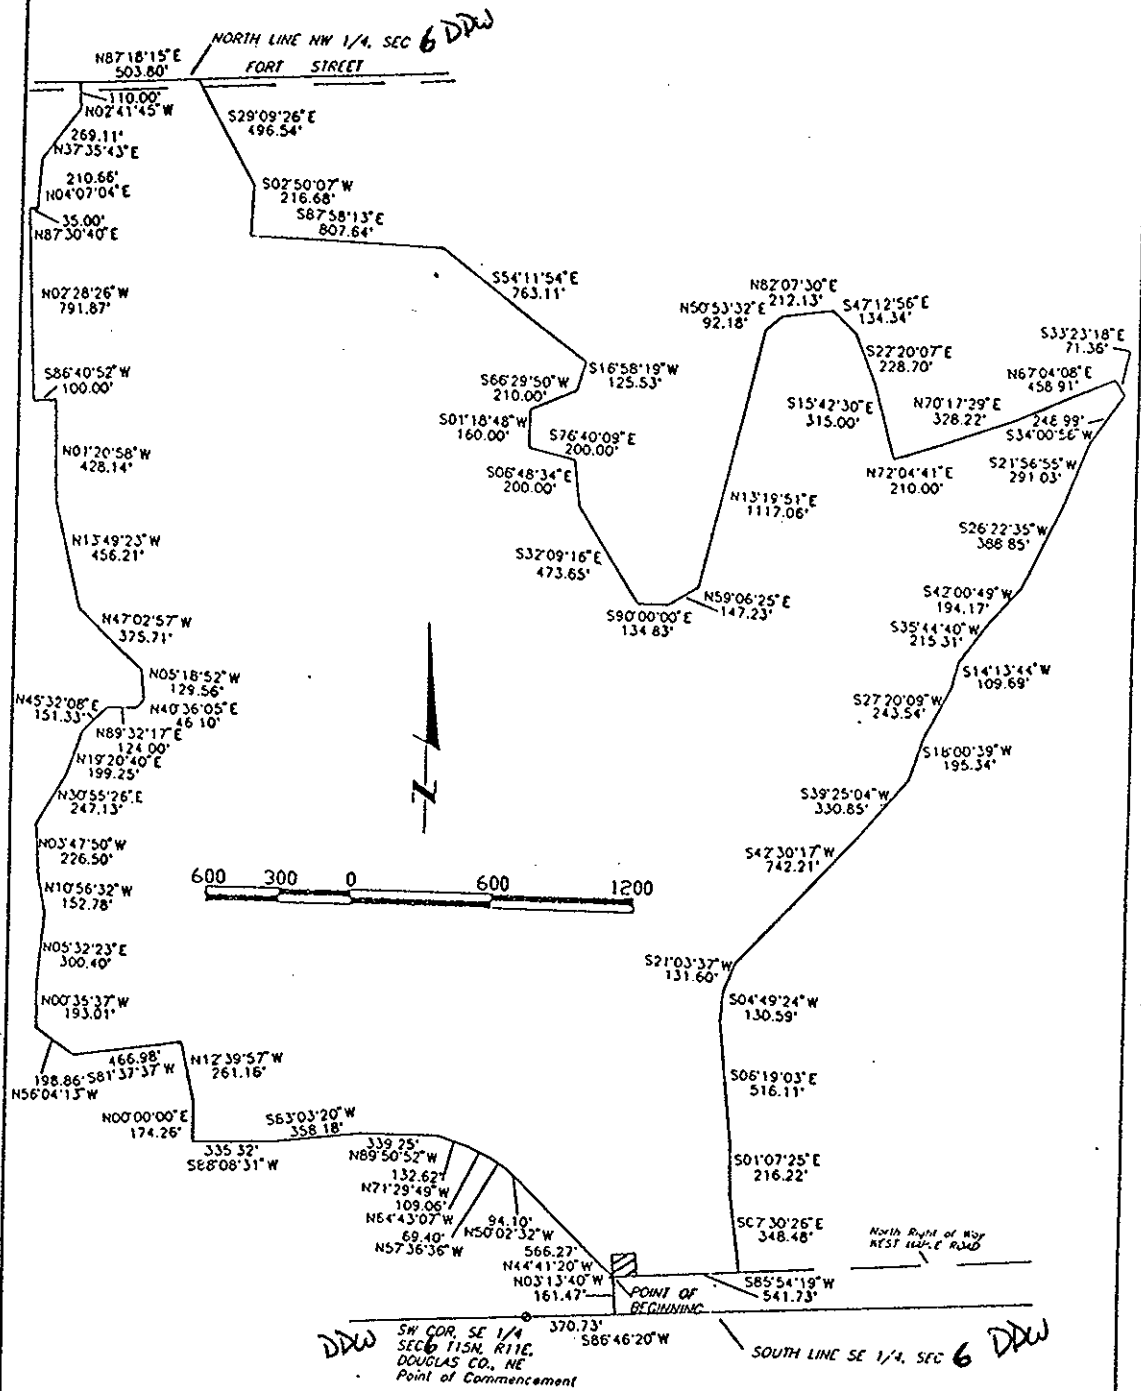 NORTH LINE NW 1/4, SEC 6 DDW
N87°18'15"E
503.80'
FORT STREET
110.00'
N02°41'45"W
S29°09'26"E
496.54'
269.11'
N37°35'43"E
210.66'
N04°07'04"E
S02°50'07"W
216.68'
S87°58'13"E
807.64'
35.00'
N87°30'40"E
N02°28'26"W
791.87'
S54°11'54"E
763.11'
N82°07'30"E
212.13'
N50°53'32"E
92.18'
S47°12'56"E
134.34'
S33°23'18"E
71.36'
S22°20'07"E
228.70'
N67°04'08"E
458.91'
S86°40'52"W
100.00'
S16°58'19"W
125.53'
S66°29'50"W
210.00'
S15°42'30"E
315.00'
N70°17'29"E
328.22'
248.99'
S34°00'56"W
S01°18'48"W
160.00'
S76°40'09"E
200.00'
S21°56'55"W
291.03'
N01°20'58"W
428.14'
S06°48'34"E
200.00'
N72°04'41"E
210.00'
N13°19'51"E
1117.06'
S26°22'35"W
388.85'
N13°49'23"W
456.21'
S32°09'16"E
473.65'
N59°06'25"E
147.23'
S42°00'49"W
194.17'
S90°00'00"E
134.83'
N47°02'57"W
375.71'
S35°44'40"W
215.31'
S14°13'44"W
109.69'
N05°18'52"W
129.56'
S27°20'09"W
243.54'
N45°32'08"E
151.33'
N40°36'05"E
46.10'
N89°32'17"E
124.00'
S18°00'39"W
195.34'
N19°20'40"E
199.25'
N30°55'26"E
247.13'
S39°25'04"W
330.85'
N
N03°47'50"W
226.50'
S42°30'17"W
742.21'
600 300 0 600 1200
N10°56'32"W
152.78'
N05°32'23"E
300.40'
S21°03'37"W
131.60'
N00°35'37"W
193.01'
S04°49'24"W
130.59'
466.98'
S81°37'37"W
N12°39'57"W
261.16'
198.86'
N56°04'13"W
S06°19'03"E
516.11'
N00°00'00"E
174.26'
S63°03'20"W
358.18'
335.32'
S88°08'31"W
339.25'
N89°50'52"W
132.62'
N71°29'49"W
109.06'
N64°43'07"W
69.40'
N57°36'36"W
S01°07'25"E
216.22'
94.10'
N50°02'32"W
566.27'
N44°41'20"W
S07°30'26"E
348.48'
North Right of Way
WEST MAPLE ROAD
N03°13'40"W
161.47'
S85°54'19"W
541.73'
POINT OF
BEGINNING
370.73'
S86°46'20"W
DDW
SW COR, SE 1/4
SEC 6 T15N, R11E,
DOUGLAS CO., NE
Point of Commencement
SOUTH LINE SE 1/4, SEC 6 DDW